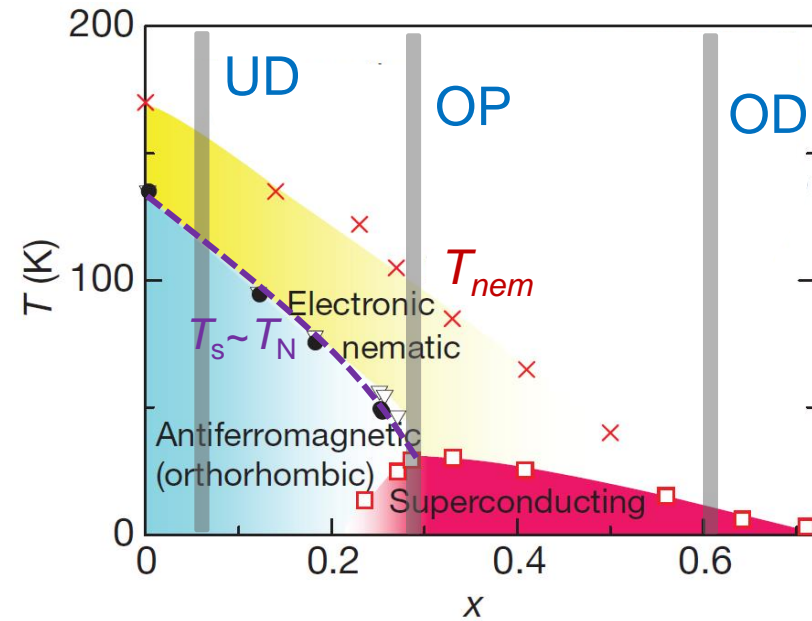 200
UD
OP
OD
T (K)
100
T_nem
Electronic
nematic
T_s~T_N
Antiferromagnetic
(orthorhombic)
Superconducting
0
0
0.2
0.4
0.6
x